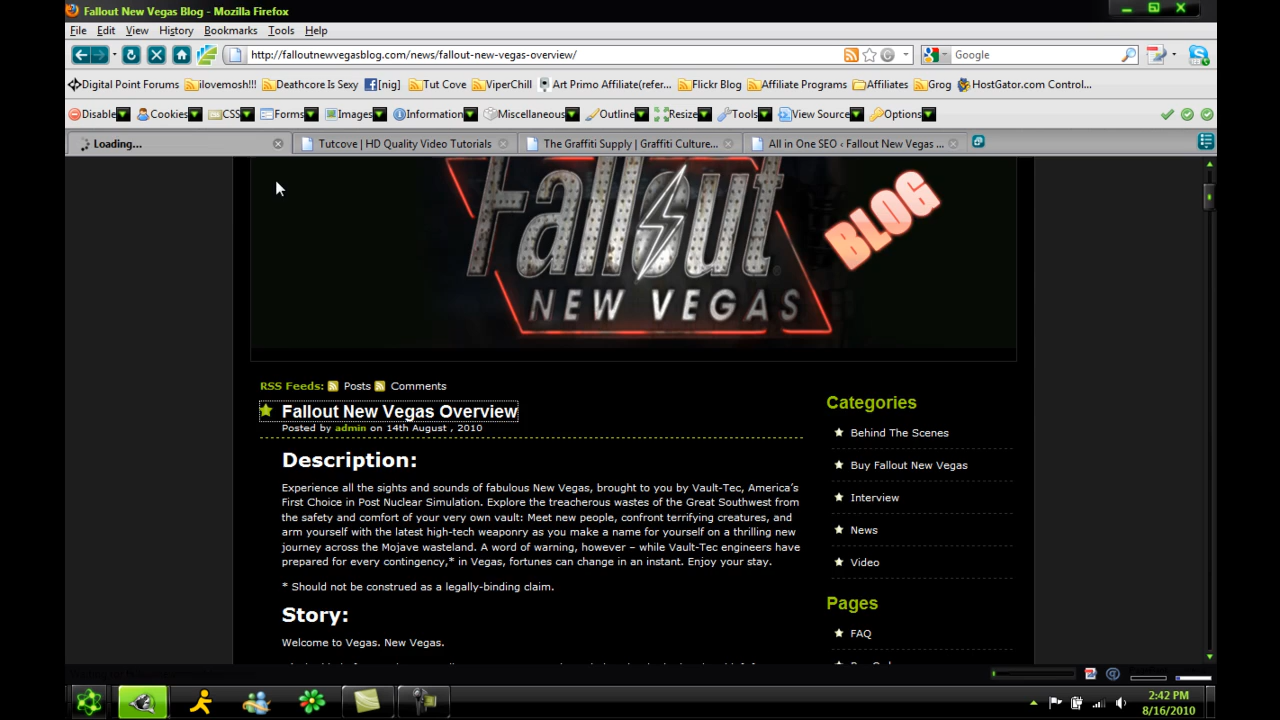 Fallout New Vegas Blog - Mozilla Firefox
File Edit View History Bookmarks Tools Help
http://falloutnewvegasblog.com/news/fallout-new-vegas-overview/ Google
Digital Point Forums ilovemosh!!! Deathcore Is Sexy [nig] Tut Cove ViperChill Art Primo Affiliate(refer... Flickr Blog Affiliate Programs Affiliates Grog HostGator.com Control...
Disable Cookies CSS Forms Images Information Miscellaneous Outline Resize Tools View Source Options
Loading... Tutcove | HD Quality Video Tutorials The Graffiti Supply | Graffiti Culture... All in One SEO ‹ Fallout New Vegas ...
Fallout
BLOG
NEW VEGAS
RSS Feeds: Posts Comments
Fallout New Vegas Overview
Posted by admin on 14th August , 2010
Description:
Experience all the sights and sounds of fabulous New Vegas, brought to you by Vault-Tec, America's
First Choice in Post Nuclear Simulation. Explore the treacherous wastes of the Great Southwest from
the safety and comfort of your very own vault: Meet new people, confront terrifying creatures, and
arm yourself with the latest high-tech weaponry as you make a name for yourself on a thrilling new
journey across the Mojave wasteland. A word of warning, however – while Vault-Tec engineers have
prepared for every contingency,* in Vegas, fortunes can change in an instant. Enjoy your stay.
* Should not be construed as a legally-binding claim.
Story:
Welcome to Vegas. New Vegas.
Categories
Behind The Scenes
Buy Fallout New Vegas
Interview
News
Video
Pages
FAQ
2:42 PM
8/16/2010